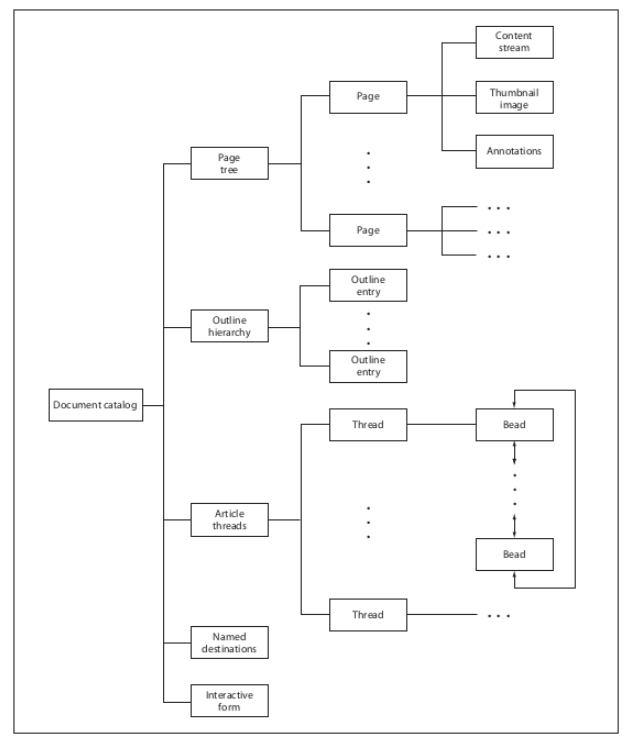 Content
stream
Page
Thumbnail
image
Annotations
Page
tree
. . .
Page
. . .
. . .
. . .
Outline
entry
Outline
hierarchy
. . .
Outline
entry
Document catalog
Thread
Bead
. . .
Article
threads
. . .
Bead
Thread
. . .
Named
destinations
Interactive
form